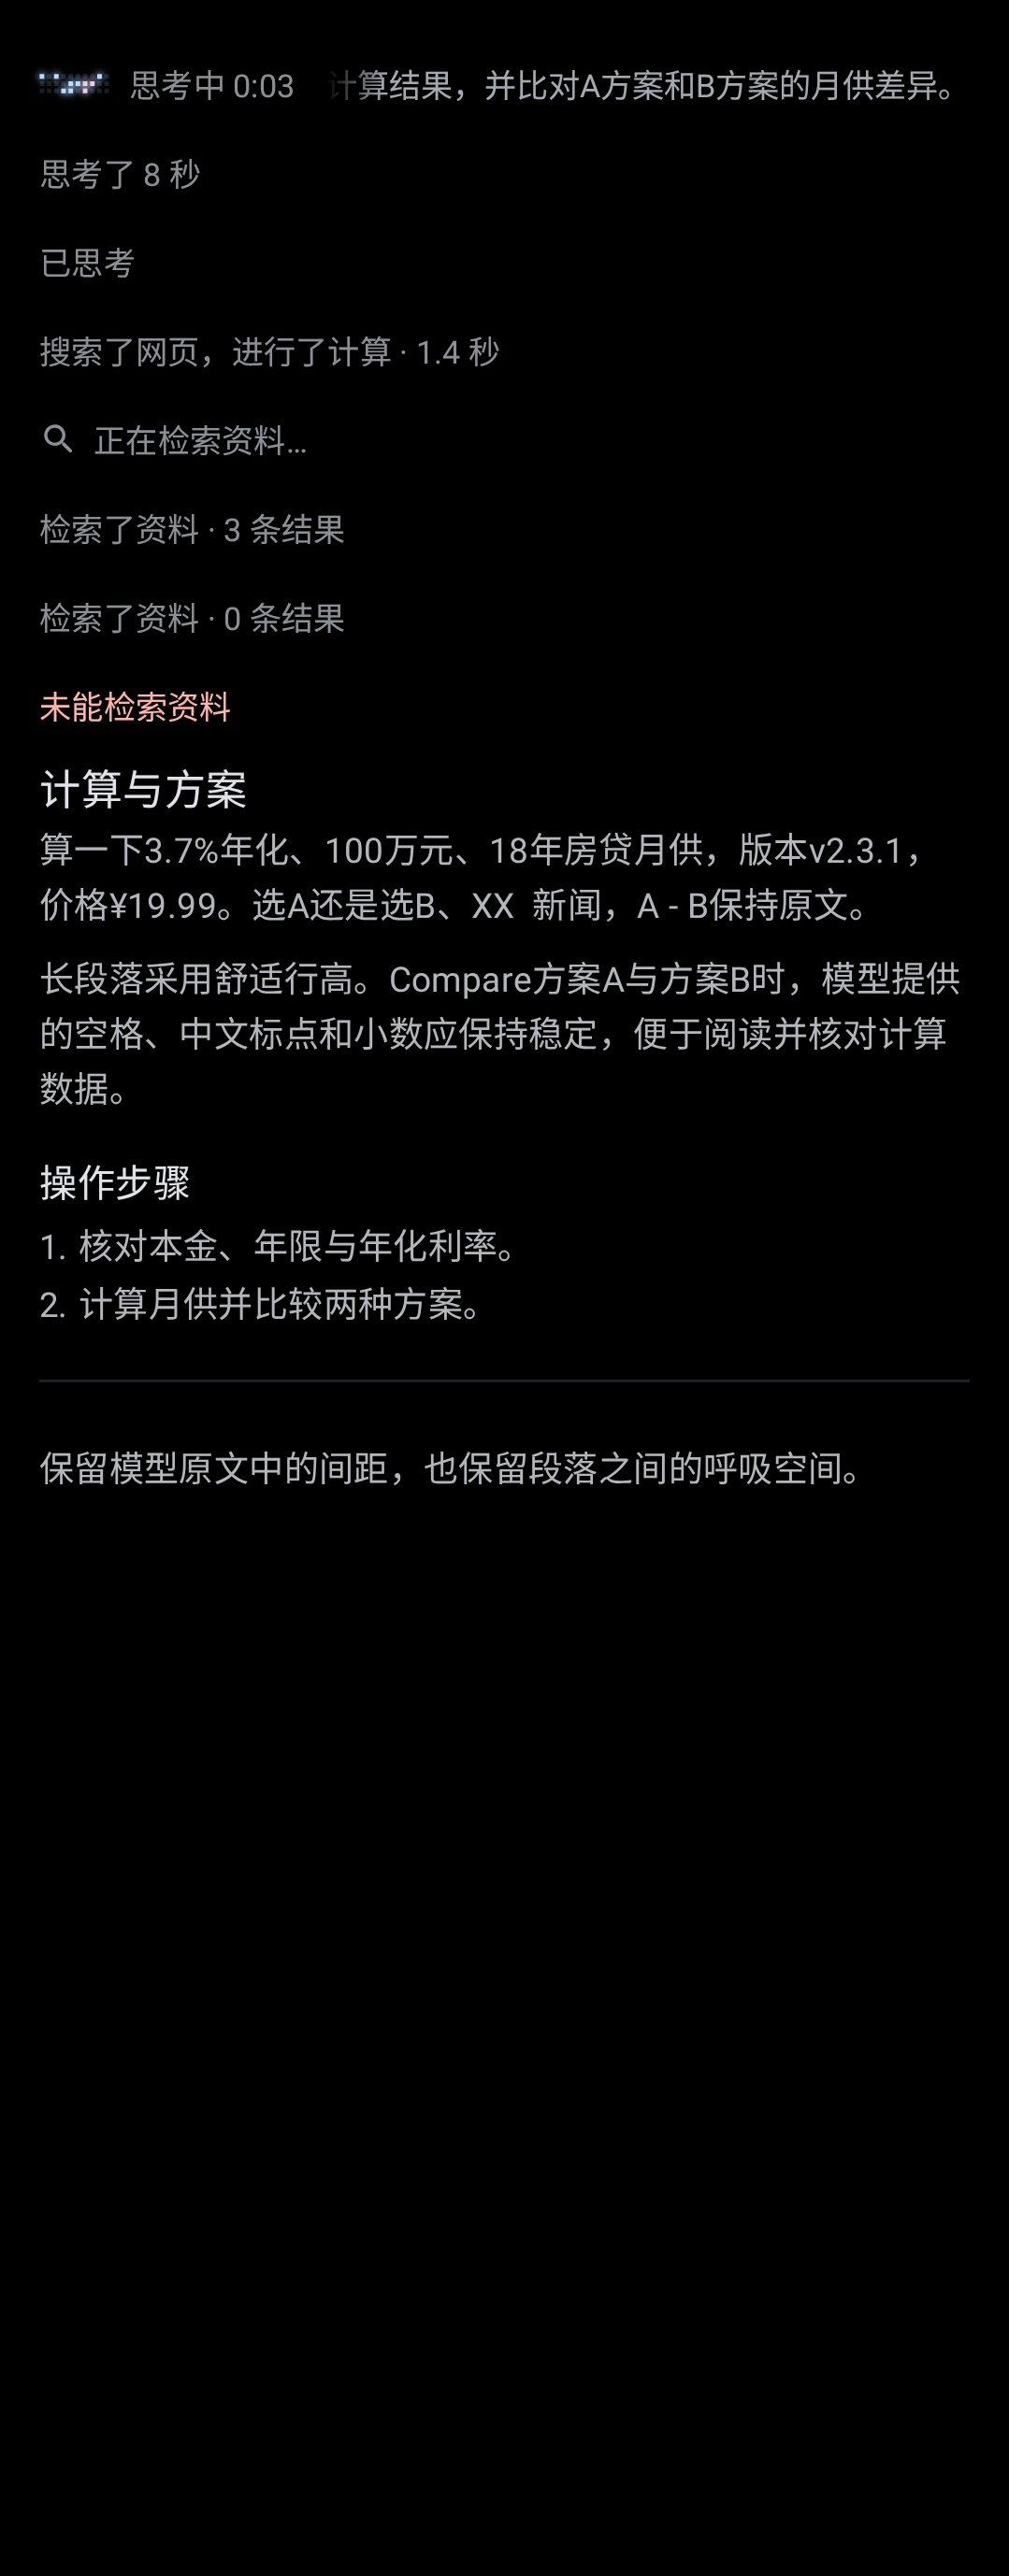 思考中 0:03 计算结果，并比对A方案和B方案的月供差异。
思考了 8 秒
已思考
搜索了网页，进行了计算 · 1.4 秒
正在检索资料…
检索了资料 · 3 条结果
检索了资料 · 0 条结果
未能检索资料
计算与方案
算一下3.7%年化、100万元、18年房贷月供，版本v2.3.1，
价格¥19.99。选A还是选B、XX  新闻，A - B保持原文。
长段落采用舒适行高。Compare方案A与方案B时，模型提供
的空格、中文标点和小数应保持稳定，便于阅读并核对计算
数据。
操作步骤
1. 核对本金、年限与年化利率。
2. 计算月供并比较两种方案。
保留模型原文中的间距，也保留段落之间的呼吸空间。